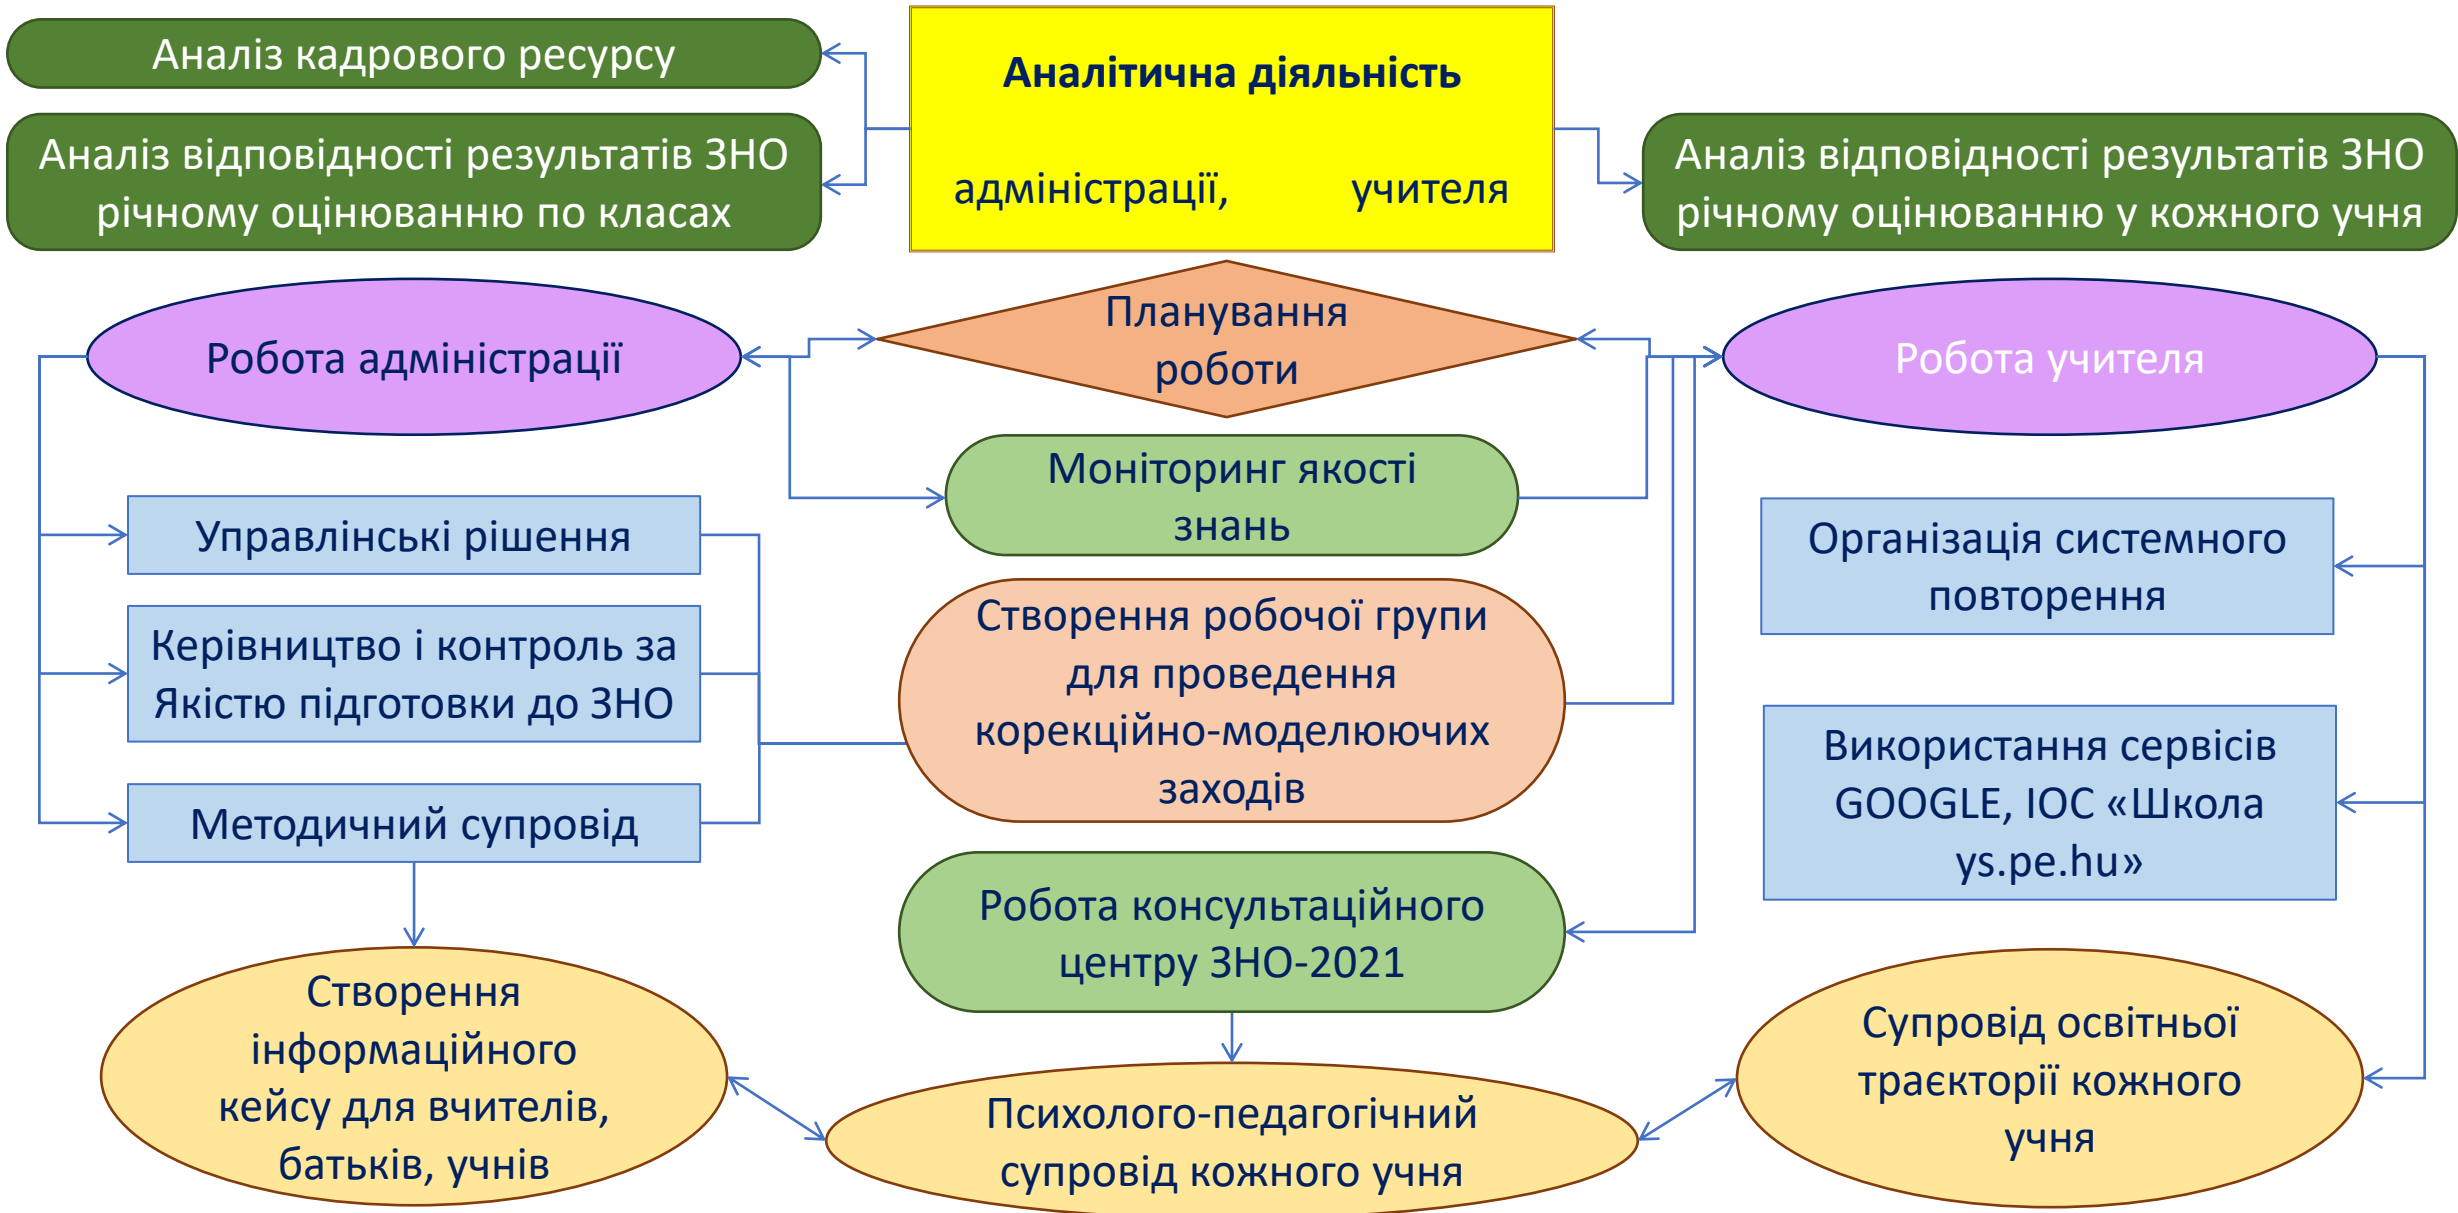 Аналіз кадрового ресурсу
Аналітична діяльність
адміністрації, учителя
Аналіз відповідності результатів ЗНО
річному оцінюванню по класах
Аналіз відповідності результатів ЗНО
річному оцінюванню у кожного учня
Планування
роботи
Робота адміністрації
Робота учителя
Моніторинг якості
знань
Управлінські рішення
Організація системного
повторення
Створення робочої групи
для проведення
корекційно-моделюючих
заходів
Керівництво і контроль за
Якістю підготовки до ЗНО
Використання сервісів
GOOGLE, ІОС «Школа
ys.pe.hu»
Методичний супровід
Робота консультаційного
центру ЗНО-2021
Створення
інформаційного
кейсу для вчителів,
батьків, учнів
Психолого-педагогічний
супровід кожного учня
Супровід освітньої
траєкторії кожного
учня